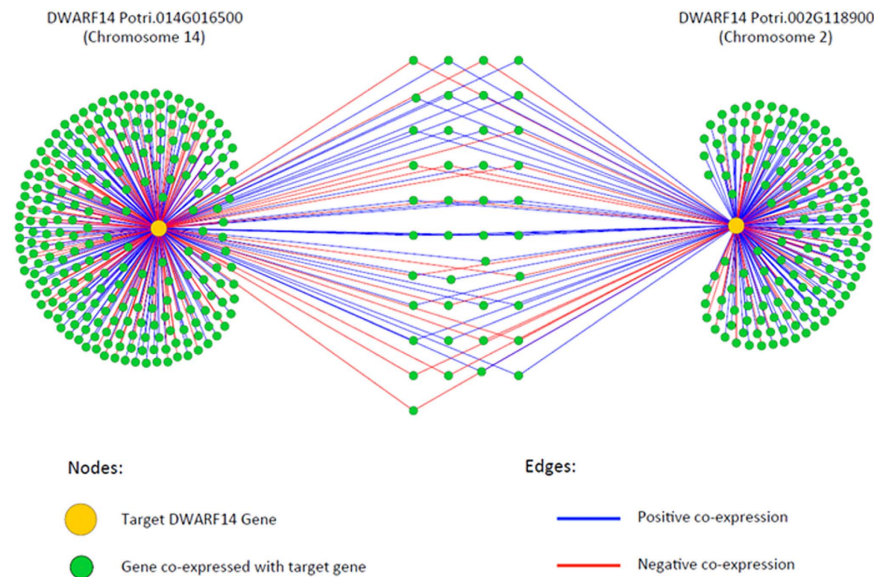 DWARF14 Potri.014G016500
(Chromosome 14)
DWARF14 Potri.002G118900
(Chromosome 2)
Nodes:
Edges:
Target DWARF14 Gene
Positive co-expression
Gene co-expressed with target gene
Negative co-expression